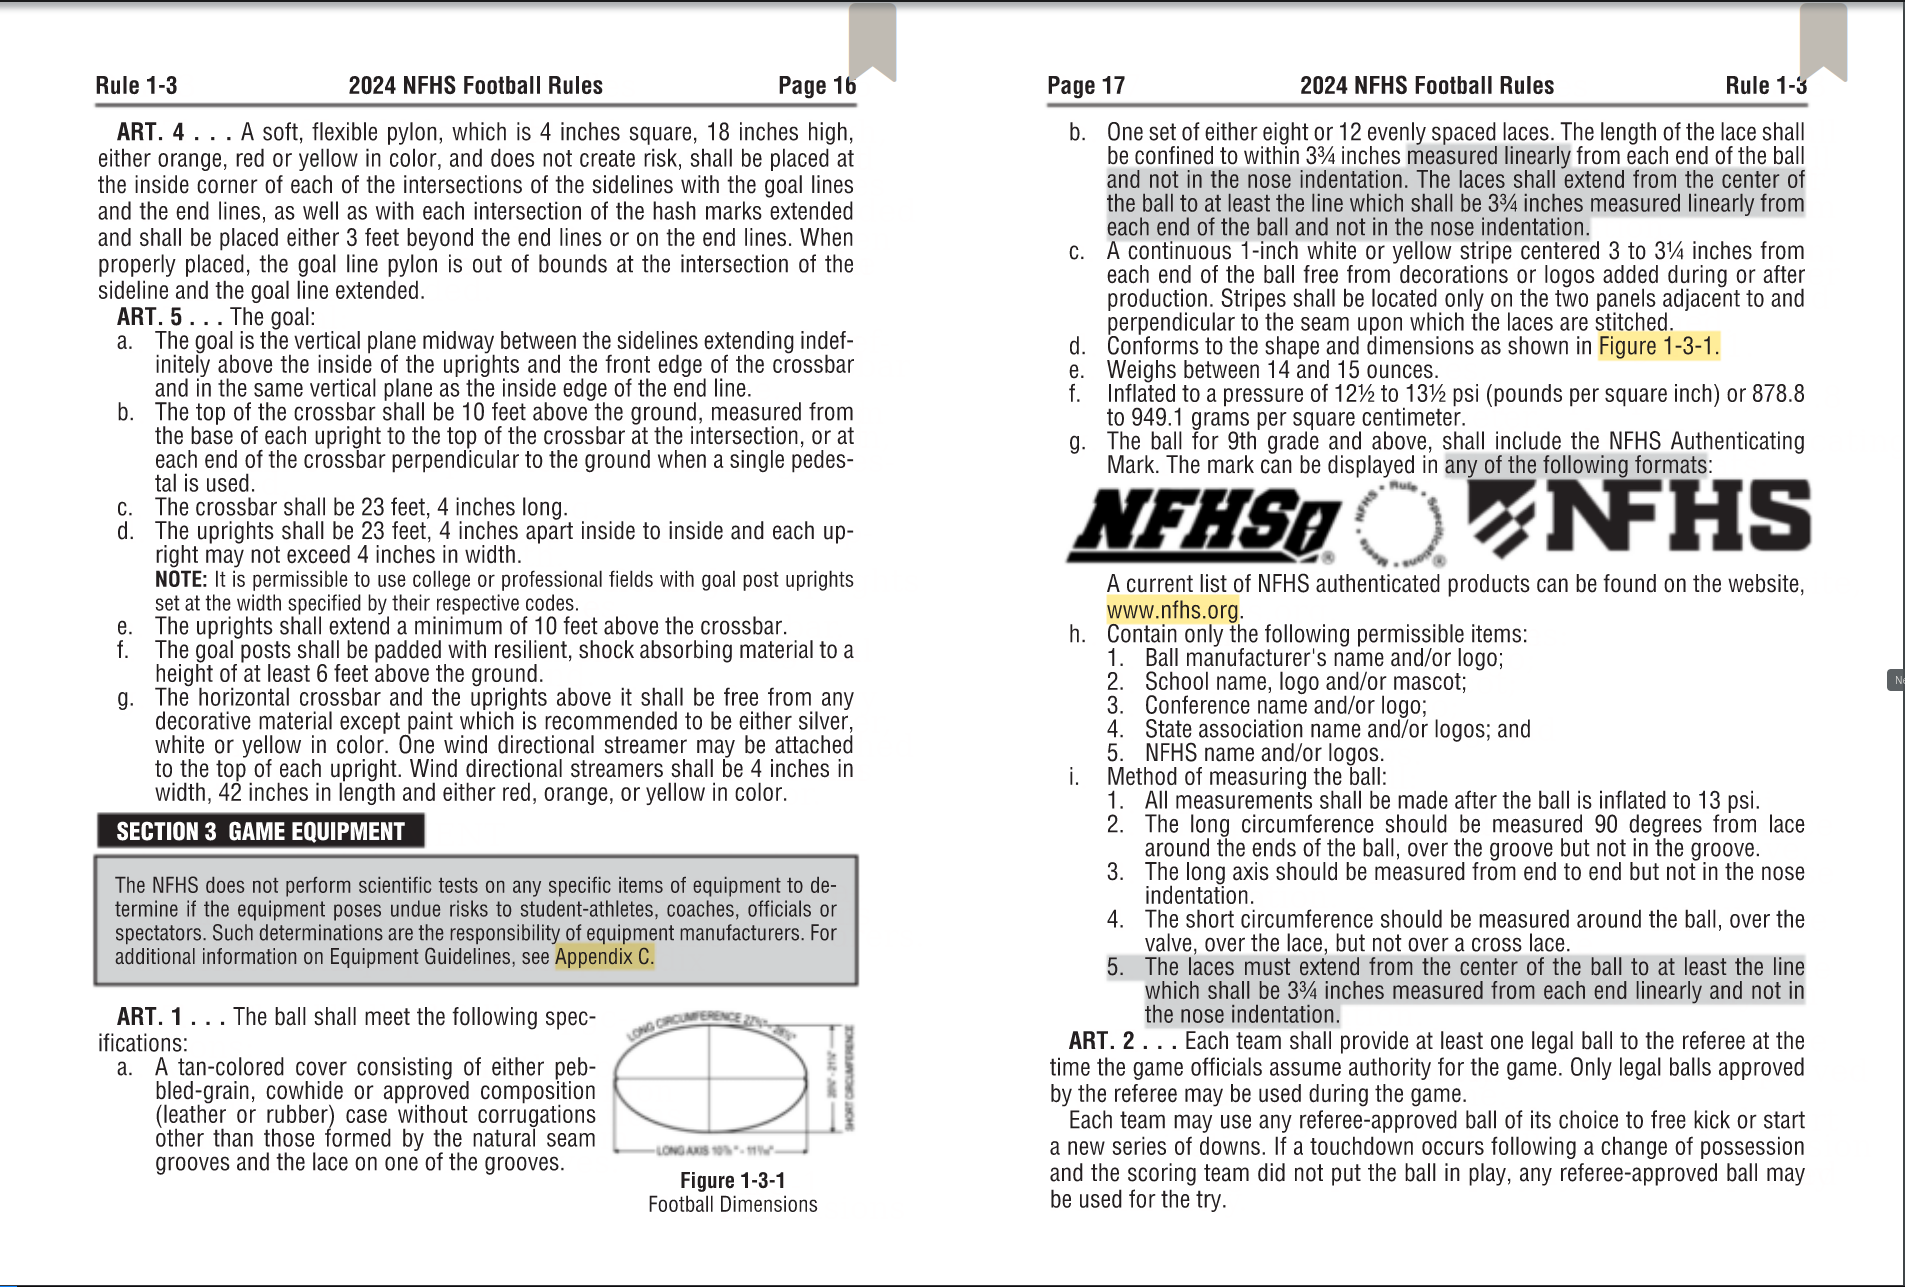 Rule 1-3 2024 NFHS Football Rules Page 16
ART. 4 . . . A soft, flexible pylon, which is 4 inches square, 18 inches high,
either orange, red or yellow in color, and does not create risk, shall be placed at
the inside corner of each of the intersections of the sidelines with the goal lines
and the end lines, as well as with each intersection of the hash marks extended
and shall be placed either 3 feet beyond the end lines or on the end lines. When
properly placed, the goal line pylon is out of bounds at the intersection of the
sideline and the goal line extended.
ART. 5 . . . The goal:
a. The goal is the vertical plane midway between the sidelines extending indef-
initely above the inside of the uprights and the front edge of the crossbar
and in the same vertical plane as the inside edge of the end line.
b. The top of the crossbar shall be 10 feet above the ground, measured from
the base of each upright to the top of the crossbar at the intersection, or at
each end of the crossbar perpendicular to the ground when a single pedes-
tal is used.
c. The crossbar shall be 23 feet, 4 inches long.
d. The uprights shall be 23 feet, 4 inches apart inside to inside and each up-
right may not exceed 4 inches in width.
NOTE: It is permissible to use college or professional fields with goal post uprights
set at the width specified by their respective codes.
e. The uprights shall extend a minimum of 10 feet above the crossbar.
f. The goal posts shall be padded with resilient, shock absorbing material to a
height of at least 6 feet above the ground.
g. The horizontal crossbar and the uprights above it shall be free from any
decorative material except paint which is recommended to be either silver,
white or yellow in color. One wind directional streamer may be attached
to the top of each upright. Wind directional streamers shall be 4 inches in
width, 42 inches in length and either red, orange, or yellow in color.
SECTION 3 GAME EQUIPMENT
The NFHS does not perform scientific tests on any specific items of equipment to de-
termine if the equipment poses undue risks to student-athletes, coaches, officials or
spectators. Such determinations are the responsibility of equipment manufacturers. For
additional information on Equipment Guidelines, see Appendix C.
ART. 1 . . . The ball shall meet the following spec-
ifications:
a. A tan-colored cover consisting of either peb-
bled-grain, cowhide or approved composition
(leather or rubber) case without corrugations
other than those formed by the natural seam
grooves and the lace on one of the grooves.
LONG CIRCUMFERENCE
SHORT CIRCUMFERENCE
LONG AXIS
Figure 1-3-1
Football Dimensions
Page 17 2024 NFHS Football Rules Rule 1-3
b. One set of either eight or 12 evenly spaced laces. The length of the lace shall
be confined to within 3¾ inches measured linearly from each end of the ball
and not in the nose indentation. The laces shall extend from the center of
the ball to at least the line which shall be 3¾ inches measured linearly from
each end of the ball and not in the nose indentation.
c. A continuous 1-inch white or yellow stripe centered 3 to 3¼ inches from
each end of the ball free from decorations or logos added during or after
production. Stripes shall be located only on the two panels adjacent to and
perpendicular to the seam upon which the laces are stitched.
d. Conforms to the shape and dimensions as shown in Figure 1-3-1.
e. Weighs between 14 and 15 ounces.
f. Inflated to a pressure of 12½ to 13½ psi (pounds per square inch) or 878.8
to 949.1 grams per square centimeter.
g. The ball for 9th grade and above, shall include the NFHS Authenticating
Mark. The mark can be displayed in any of the following formats:
NFHS ®
NFHS • Rule • Specifications • Meets • ®
NFHS
A current list of NFHS authenticated products can be found on the website,
www.nfhs.org.
h. Contain only the following permissible items:
1. Ball manufacturer's name and/or logo;
2. School name, logo and/or mascot;
3. Conference name and/or logo;
4. State association name and/or logos; and
5. NFHS name and/or logos.
i. Method of measuring the ball:
1. All measurements shall be made after the ball is inflated to 13 psi.
2. The long circumference should be measured 90 degrees from lace
around the ends of the ball, over the groove but not in the groove.
3. The long axis should be measured from end to end but not in the nose
indentation.
4. The short circumference should be measured around the ball, over the
valve, over the lace, but not over a cross lace.
5. The laces must extend from the center of the ball to at least the line
which shall be 3¾ inches measured from each end linearly and not in
the nose indentation.
ART. 2 . . . Each team shall provide at least one legal ball to the referee at the
time the game officials assume authority for the game. Only legal balls approved
by the referee may be used during the game.
Each team may use any referee-approved ball of its choice to free kick or start
a new series of downs. If a touchdown occurs following a change of possession
and the scoring team did not put the ball in play, any referee-approved ball may
be used for the try.